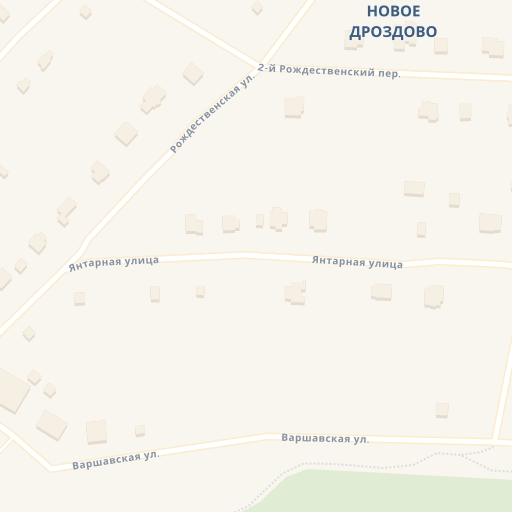 НОВОЕ
ДРОЗДОВО
2-й Рождественский пер.
Рождественская ул.
Янтарная улица
Янтарная улица
Варшавская ул.
Варшавская ул.